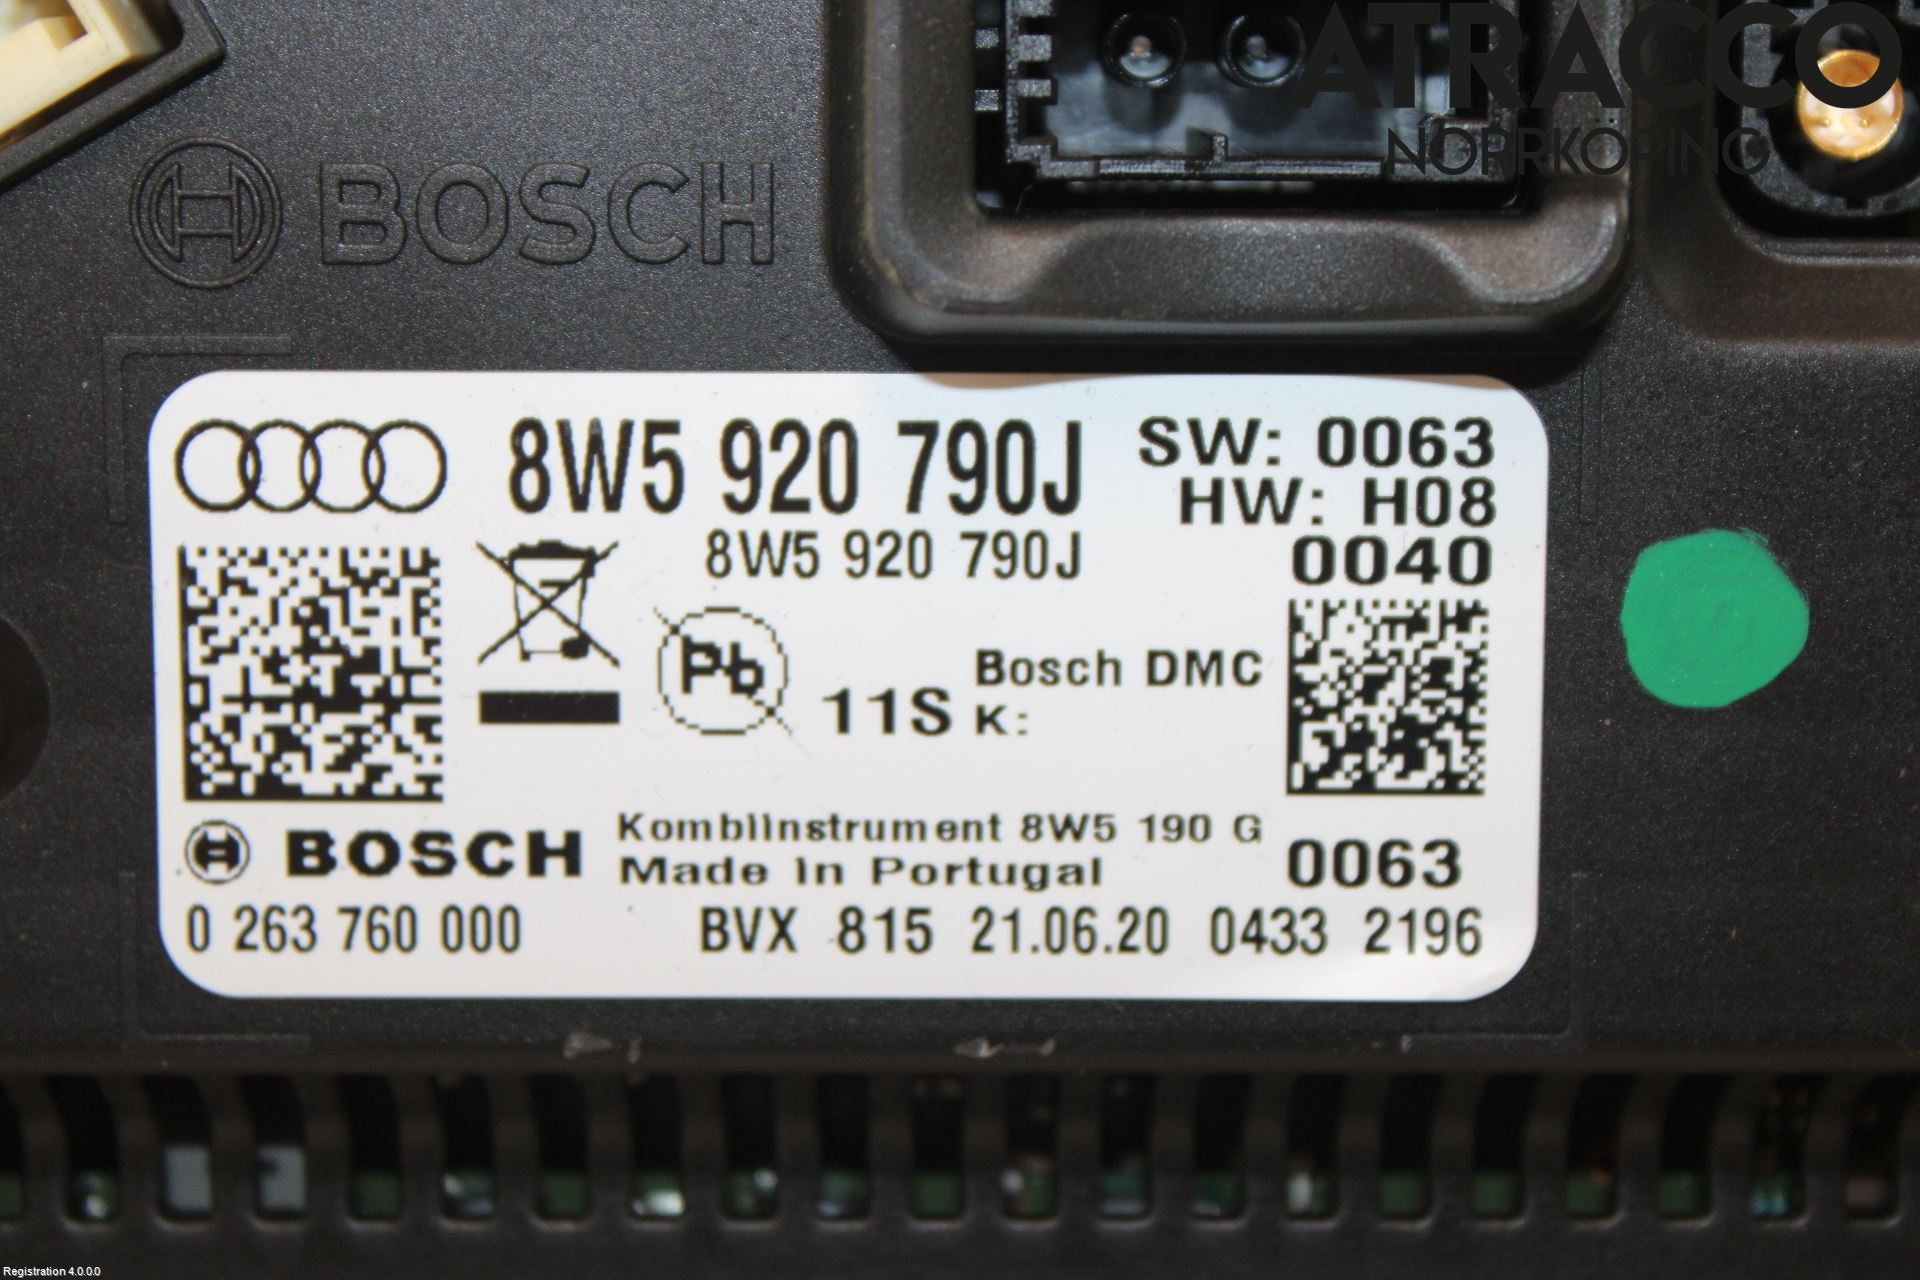 ATRACCO
NORRKÖPING
BOSCH
8W5 920 790J
SW: 0063
HW: H08
8W5 920 790J
0040
Pb
11S
Bosch DMC
K:
BOSCH
Kombiinstrument 8W5 190 G
Made in Portugal
0063
0 263 760 000
BVX 815 21.06.20 0433 2196
Registration 4.0.0.0